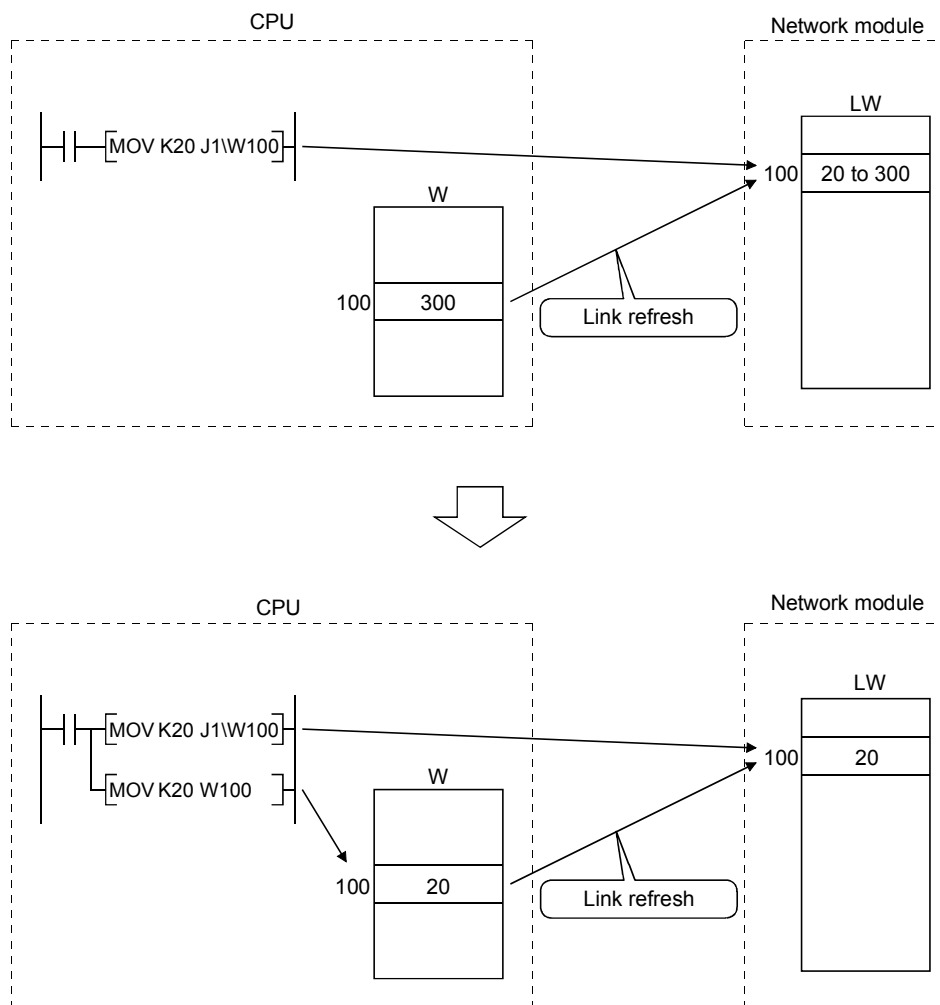 CPU
Network module
LW
MOV K20 J1\W100
100
20 to 300
W
100
300
Link refresh
CPU
Network module
LW
MOV K20 J1\W100
100
20
MOV K20 W100
W
100
20
Link refresh